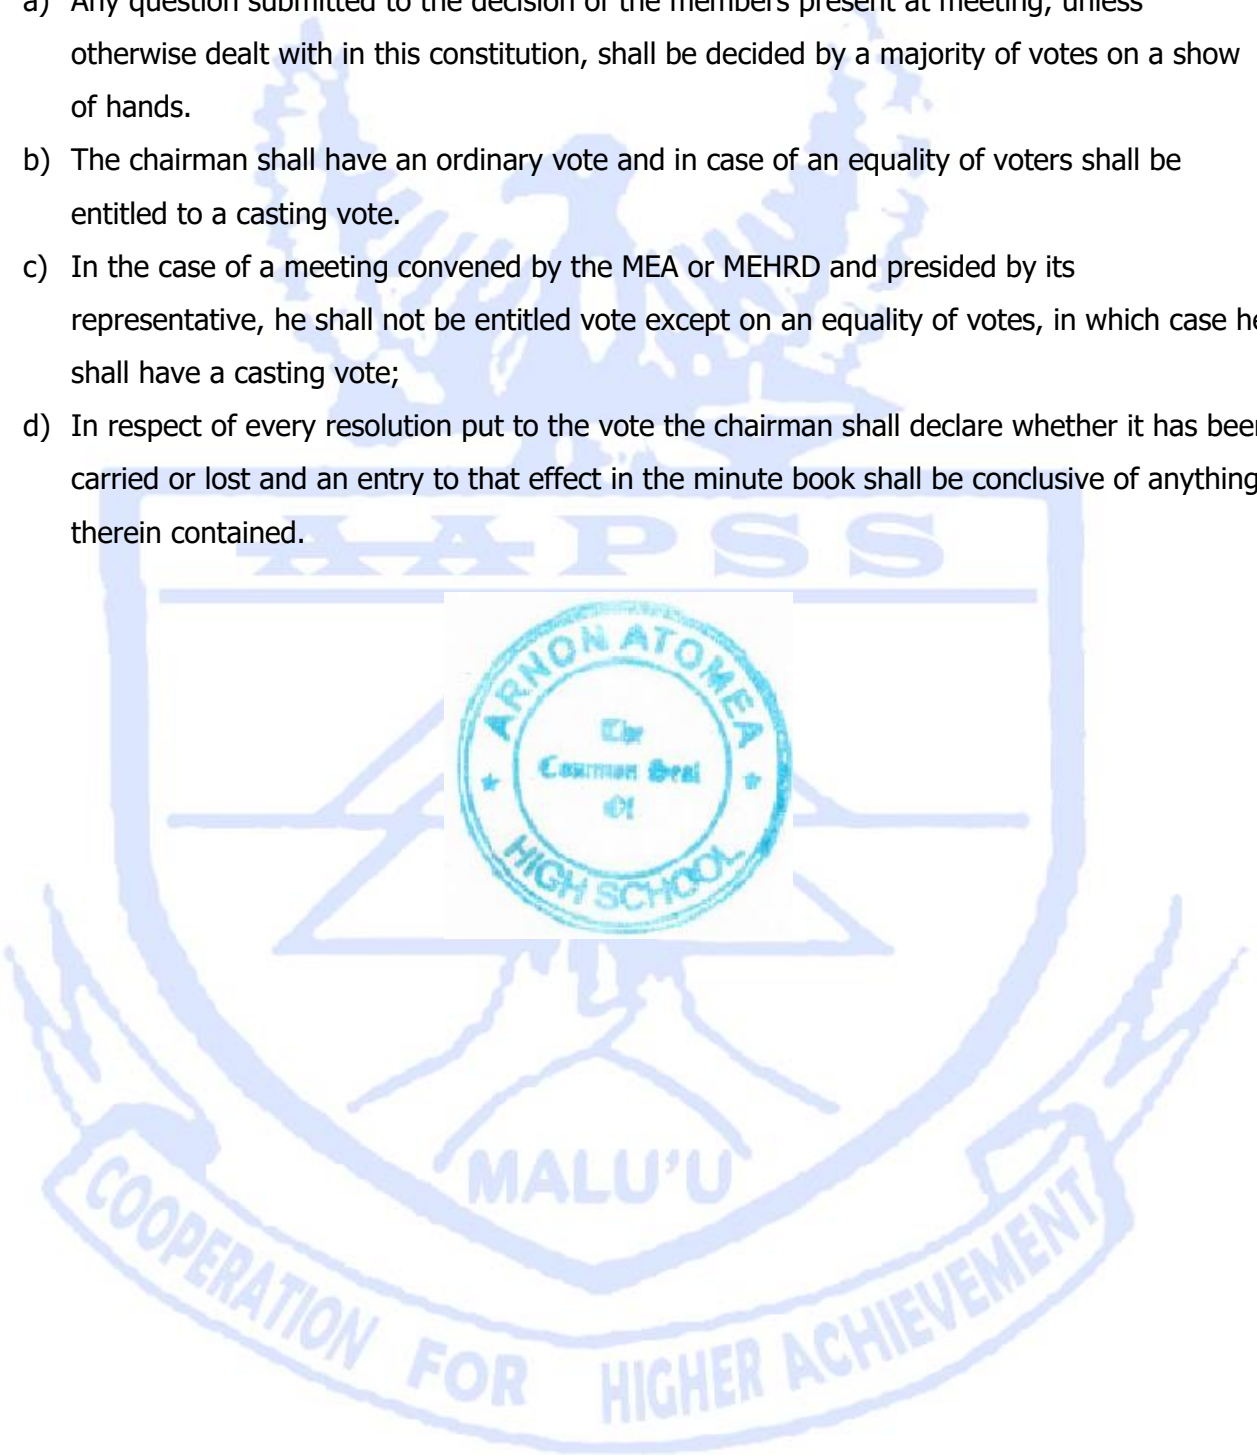 a) Any question submitted to the decision of the members present at meeting, unless
otherwise dealt with in this constitution, shall be decided by a majority of votes on a show
of hands.
b) The chairman shall have an ordinary vote and in case of an equality of voters shall be
entitled to a casting vote.
c) In the case of a meeting convened by the MEA or MEHRD and presided by its
representative, he shall not be entitled vote except on an equality of votes, in which case he
shall have a casting vote;
d) In respect of every resolution put to the vote the chairman shall declare whether it has been
carried or lost and an entry to that effect in the minute book shall be conclusive of anything
therein contained.
AAPSS
ARNON ATOMEA
The
Common Seal
Of
HIGH SCHOOL
MALU'U
COOPERATION FOR HIGHER ACHIEVEMENT